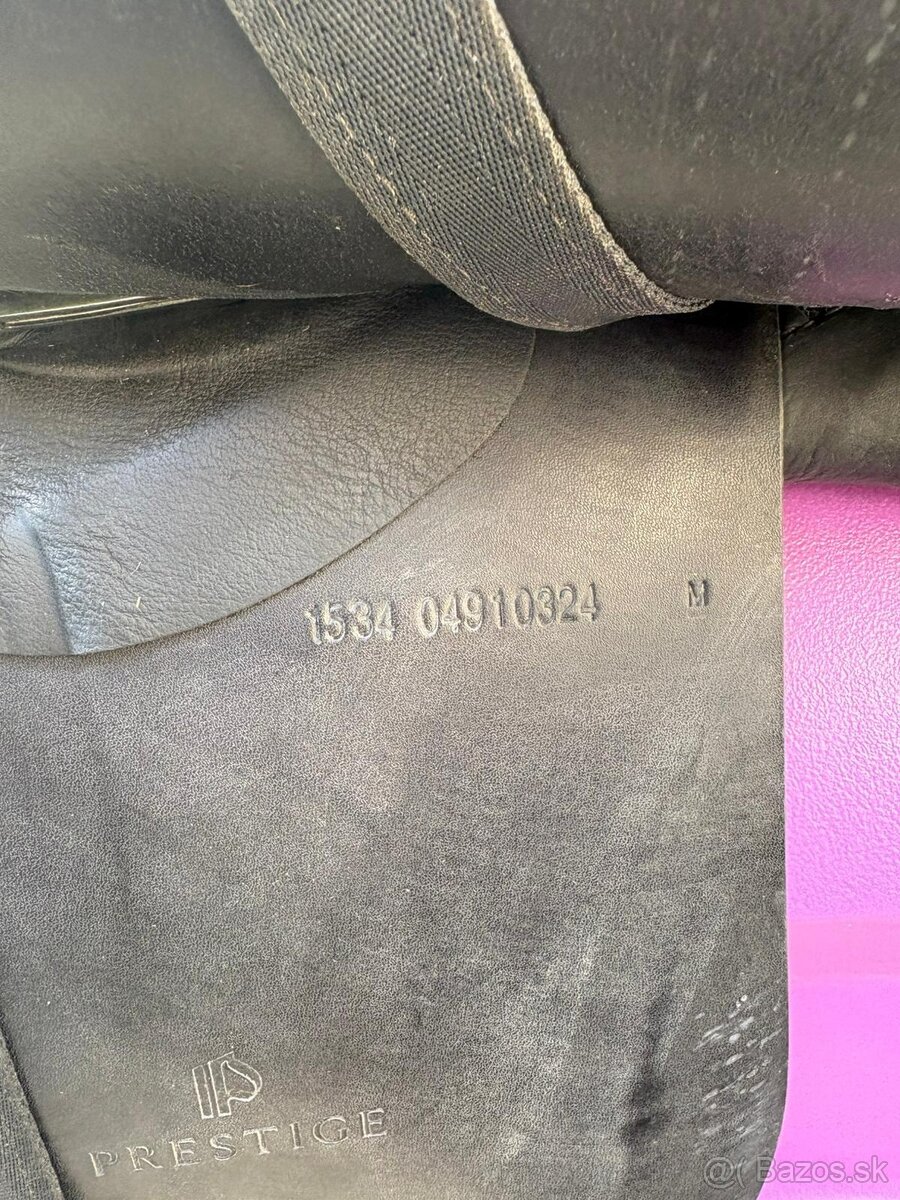 1534 04910324 M
PRESTIGE
@( Bazos.sk